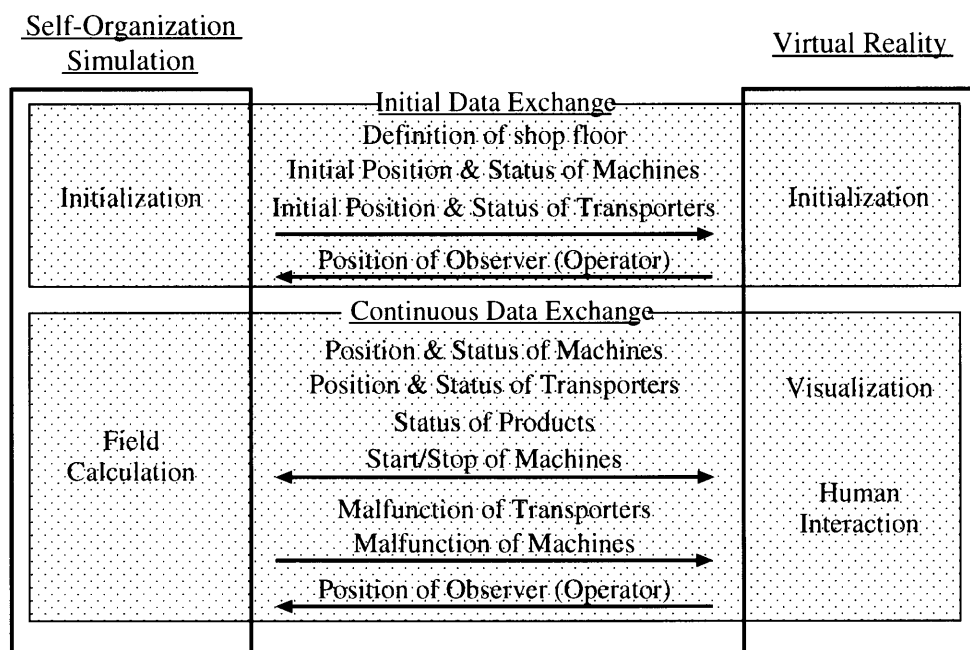 Self-Organization
Simulation
Virtual Reality
Initial Data Exchange
Definition of shop floor
Initial Position & Status of Machines
Initialization
Initial Position & Status of Transporters
Initialization
Position of Observer (Operator)
Continuous Data Exchange
Position & Status of Machines
Position & Status of Transporters
Visualization
Status of Products
Field
Calculation
Start/Stop of Machines
Human
Interaction
Malfunction of Transporters
Malfunction of Machines
Position of Observer (Operator)